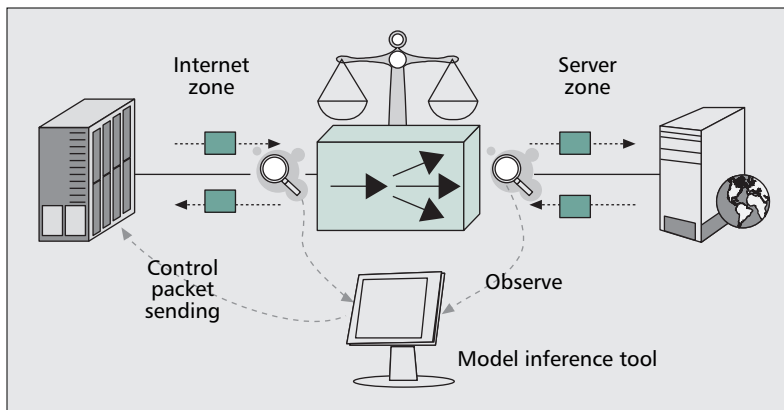 Internet
zone
Server
zone
Control
packet
sending
Observe
Model inference tool